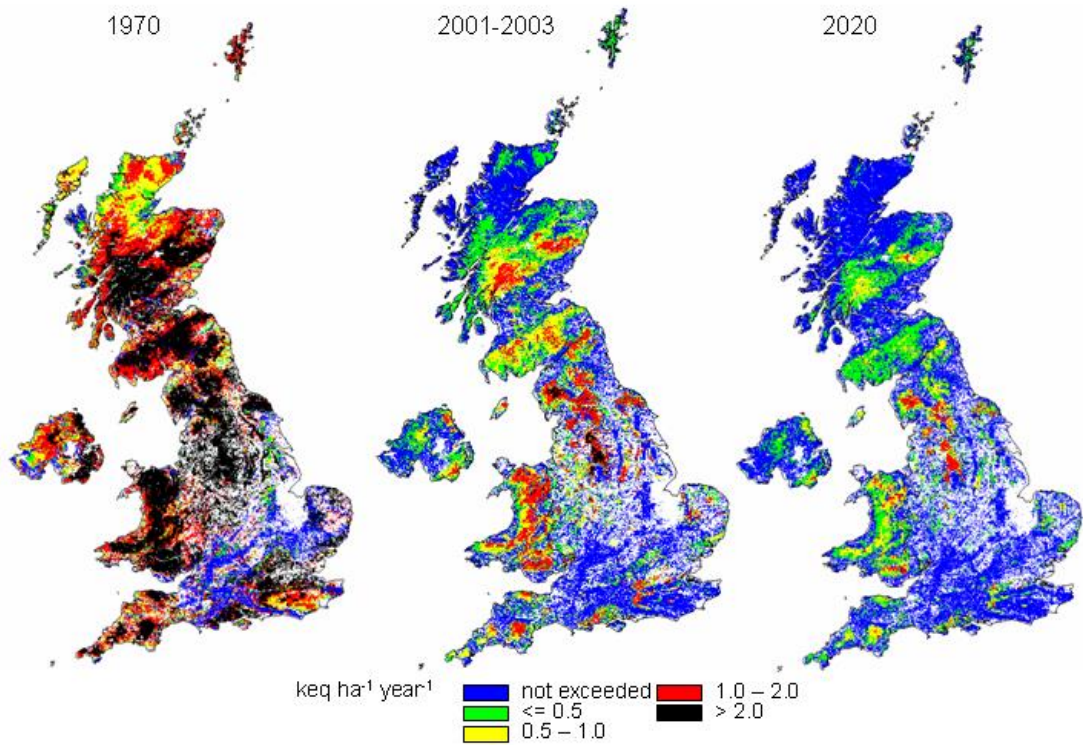 1970 2001-2003 2020
keq ha⁻¹ year⁻¹ not exceeded 1.0 – 2.0
<= 0.5 > 2.0
0.5 – 1.0